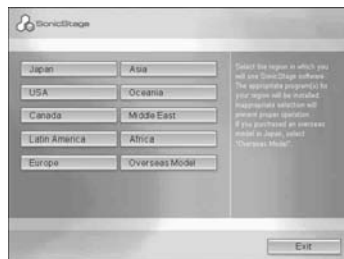 SonicStage
Japan
Asia
USA
Oceania
Canada
Middle East
Latin America
Africa
Europe
Overseas Model
Select the region in which you
will use SonicStage software.
The appropriate program(s) for
your region will be installed.
Inappropriate selection will
prevent proper operation.
If you purchased an overseas
model in Japan, select
"Overseas Model".
Exit